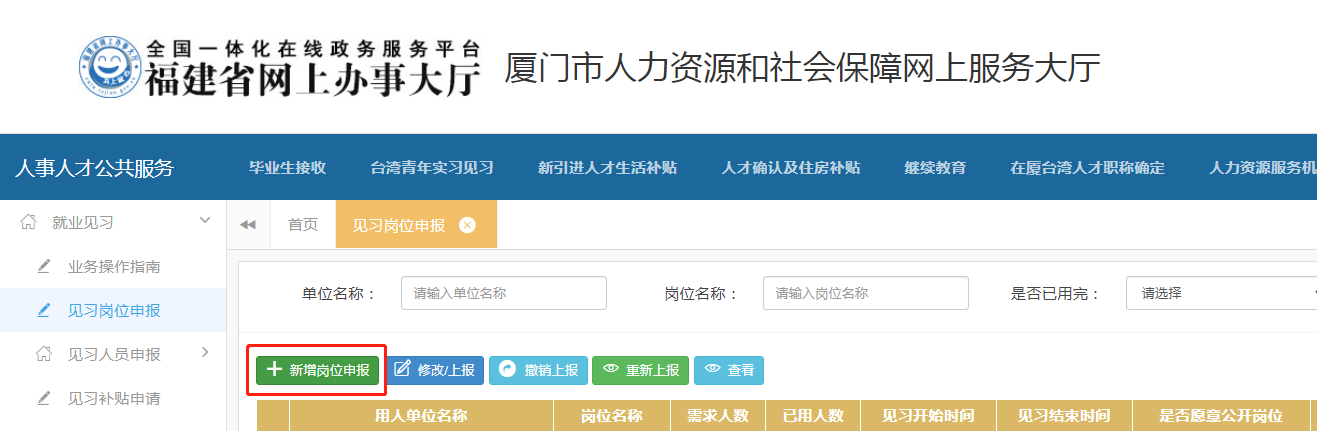 全国一体化在线政务服务平台
福建省网上办事大厅
厦门市人力资源和社会保障网上服务大厅
人事人才公共服务 毕业生接收 台湾青年实习见习 新引进人才生活补贴 人才确认及住房补贴 继续教育 在厦台湾人才职称确定 人力资源服务机
就业见习
首页 见习岗位申报
业务操作指南
见习岗位申报
见习人员申报
见习补贴申请
单位名称： 请输入单位名称 岗位名称： 请输入岗位名称 是否已用完： 请选择
新增岗位申报 修改/上报 撤销上报 重新上报 查看
用人单位名称 岗位名称 需求人数 已用人数 见习开始时间 见习结束时间 是否愿意公开岗位